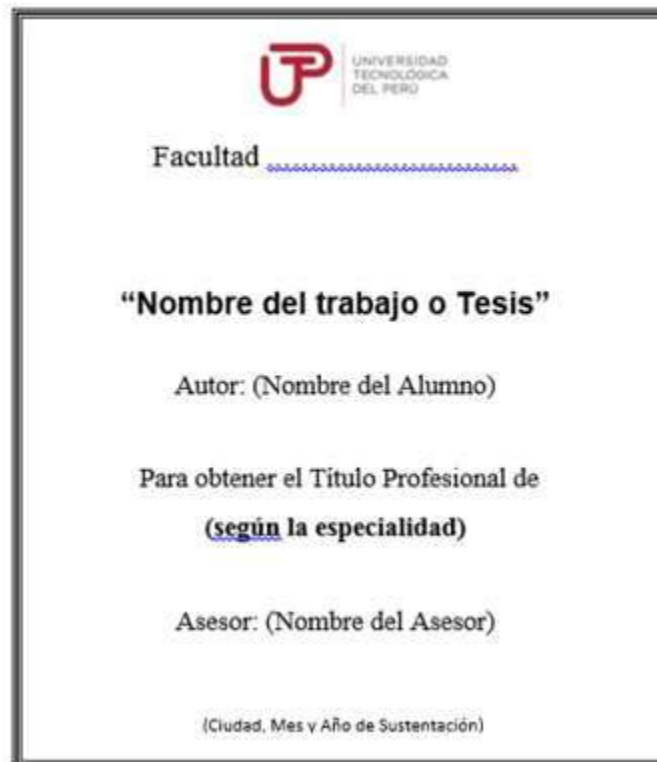 UTP
UNIVERSIDAD
TECNOLÓGICA
DEL PERÚ
Facultad ................................
“Nombre del trabajo o Tesis”
Autor: (Nombre del Alumno)
Para obtener el Título Profesional de
(según la especialidad)
Asesor: (Nombre del Asesor)
(Ciudad, Mes y Año de Sustentación)